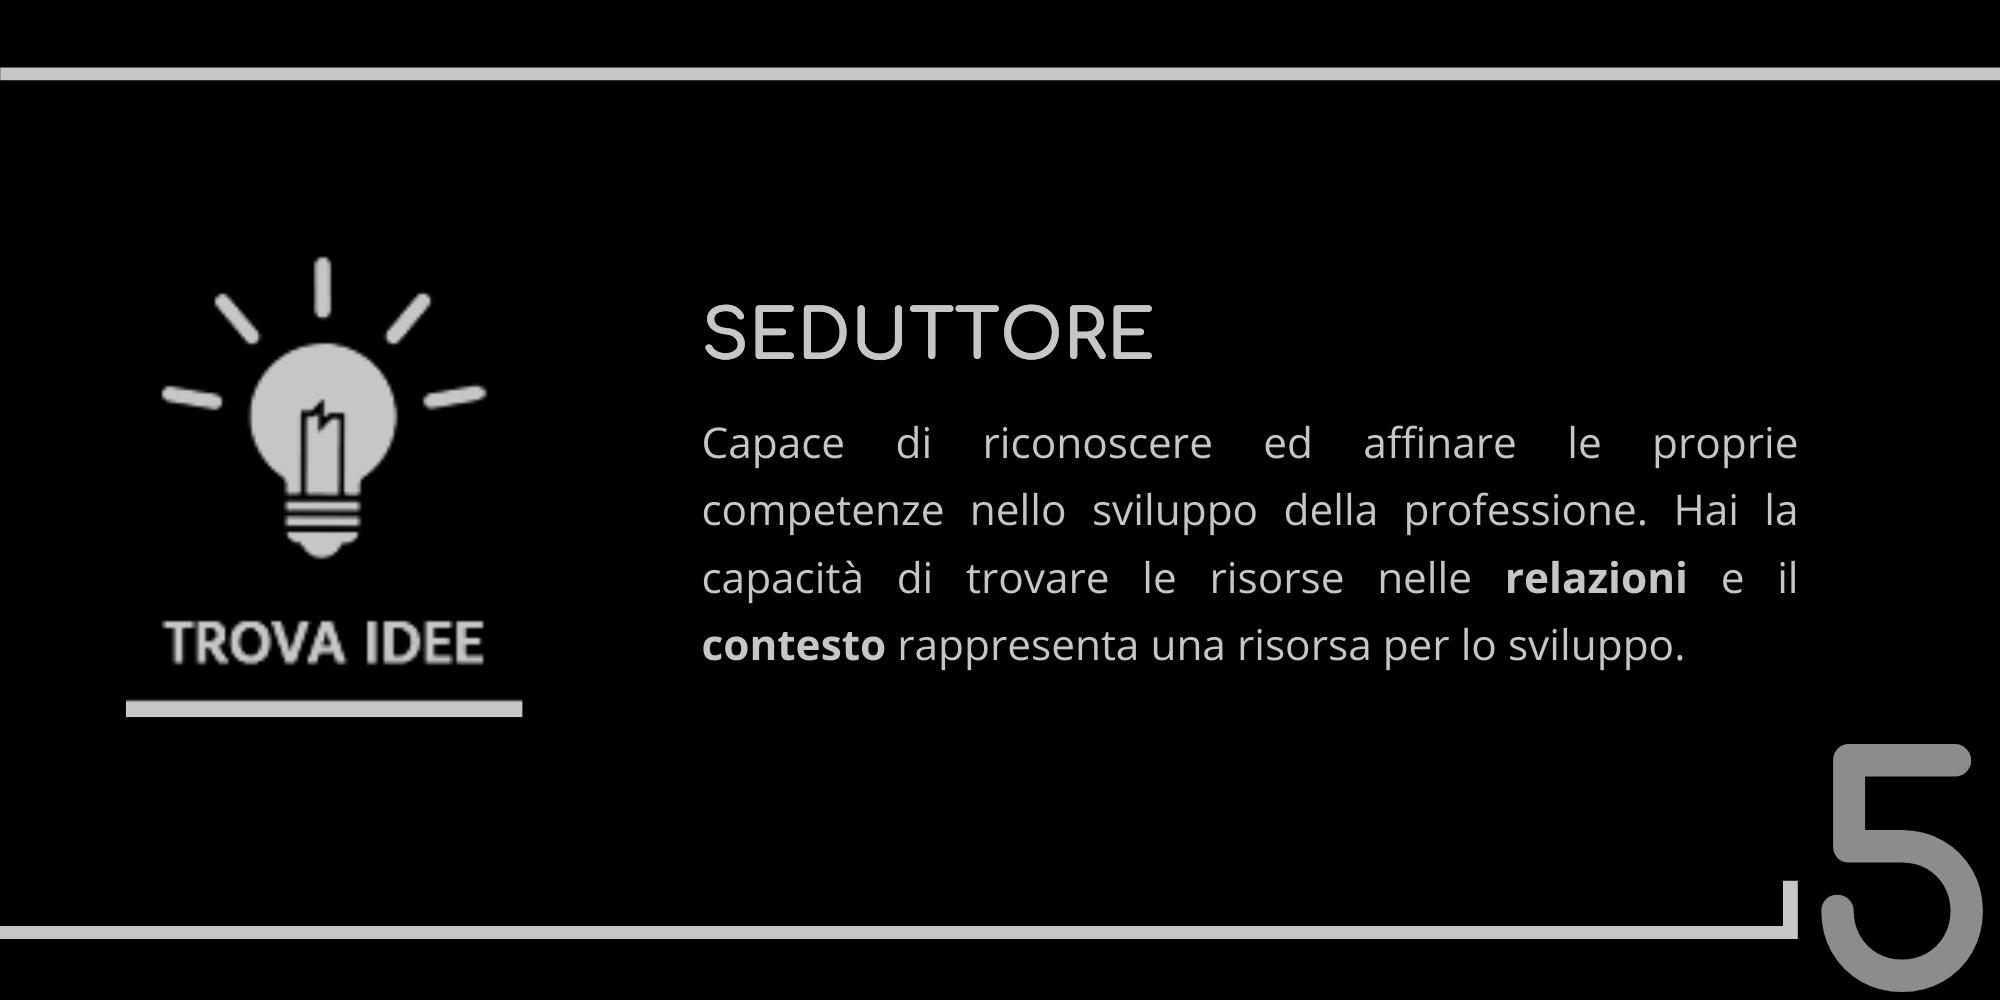 TROVA IDEE
SEDUTTORE
Capace di riconoscere ed affinare le proprie
competenze nello sviluppo della professione. Hai la
capacità di trovare le risorse nelle relazioni e il
contesto rappresenta una risorsa per lo sviluppo.
5